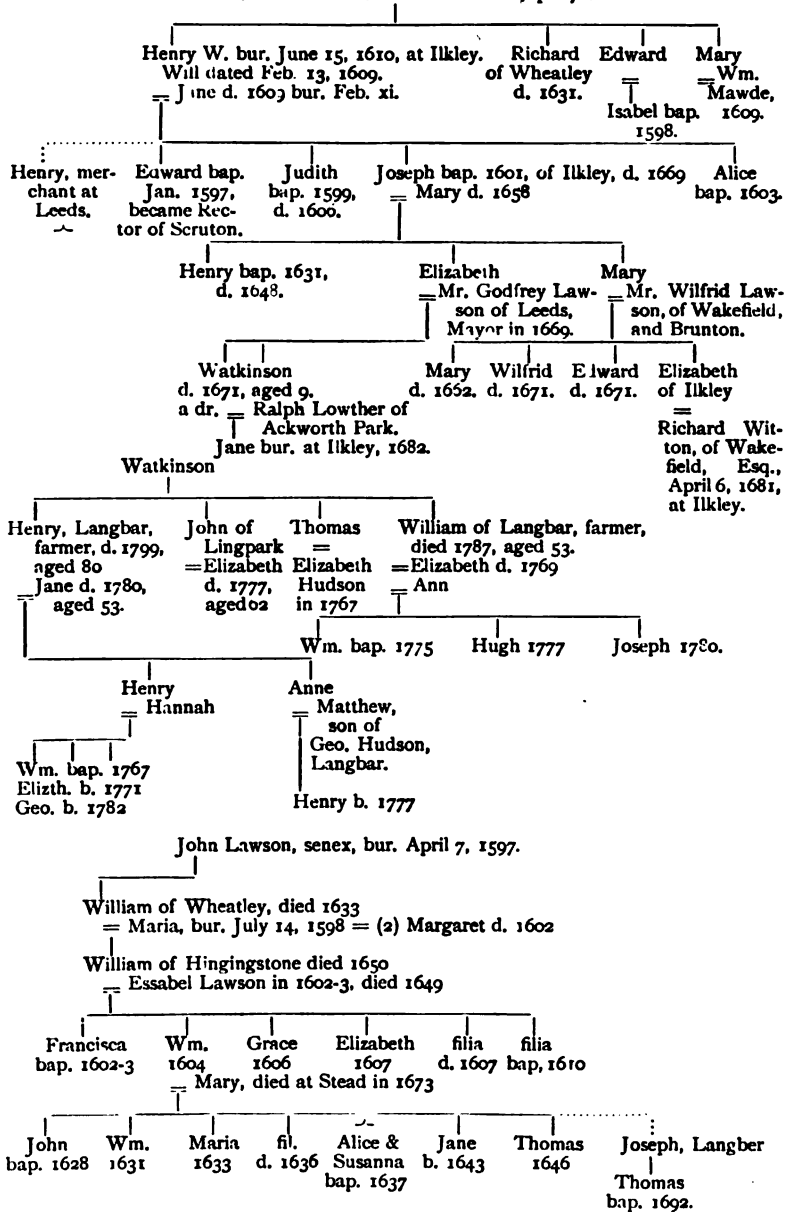 Henry W. bur. June 15, 1610, at Ilkley. Richard Edward Mary
Will dated Feb. 13, 1609. of Wheatley = = Wm.
= J ne d. 1609 bur. Feb. xi. d. 1631. Mawde,
Isabel bap. 1609.
1598.
Henry, mer- Edward bap. Judith Joseph bap. 1601, of Ilkley, d. 1669 Alice
chant at Jan. 1597, bap. 1599, = Mary d. 1658 bap. 1603.
Leeds. became Rec- d. 1600.
tor of Scruton.
Henry bap. 1631, Elizabeth Mary
d. 1648. =Mr. Godfrey Law- =Mr. Wilfrid Law-
son of Leeds, son, of Wakefield,
Mayor in 1669. and Brunton.
Watkinson Mary Wilfrid Edward Elizabeth
d. 1671, aged 9. d. 1662. d. 1671. d. 1671. of Ilkley
a dr. = Ralph Lowther of =
Ackworth Park. Richard Wit-
Jane bur. at Ilkley, 1682. ton, of Wake-
field, Esq.,
April 6, 1681,
at Ilkley.
Watkinson
Henry, Langbar, John of Thomas William of Langbar, farmer,
farmer, d. 1799, Lingpark = died 1787, aged 53.
aged 80 =Elizabeth Elizabeth =Elizabeth d. 1769
=Jane d. 1780, d. 1777, Hudson = Ann
aged 53. aged 62 in 1767
Wm. bap. 1775 Hugh 1777 Joseph 1780.
Henry Anne
= Hannah = Matthew,
son of
Geo. Hudson,
Langbar.
Wm. bap. 1767
Elizth. b. 1771
Geo. b. 1782
Henry b. 1777
John Lawson, senex, bur. April 7, 1597.
William of Wheatley, died 1633
= Maria, bur. July 14, 1598 = (2) Margaret d. 1602
William of Hingingstone died 1650
= Essabel Lawson in 1602-3, died 1649
Francisca Wm. Grace Elizabeth filia filia
bap. 1602-3 1604 1606 1607 d. 1607 bap, 1610
= Mary, died at Stead in 1673
John Wm. Maria fil. Alice & Jane Thomas Joseph, Langber
bap. 1628 1631 1633 d. 1636 Susanna b. 1643 1646
bap. 1637
Thomas
bap. 1692.